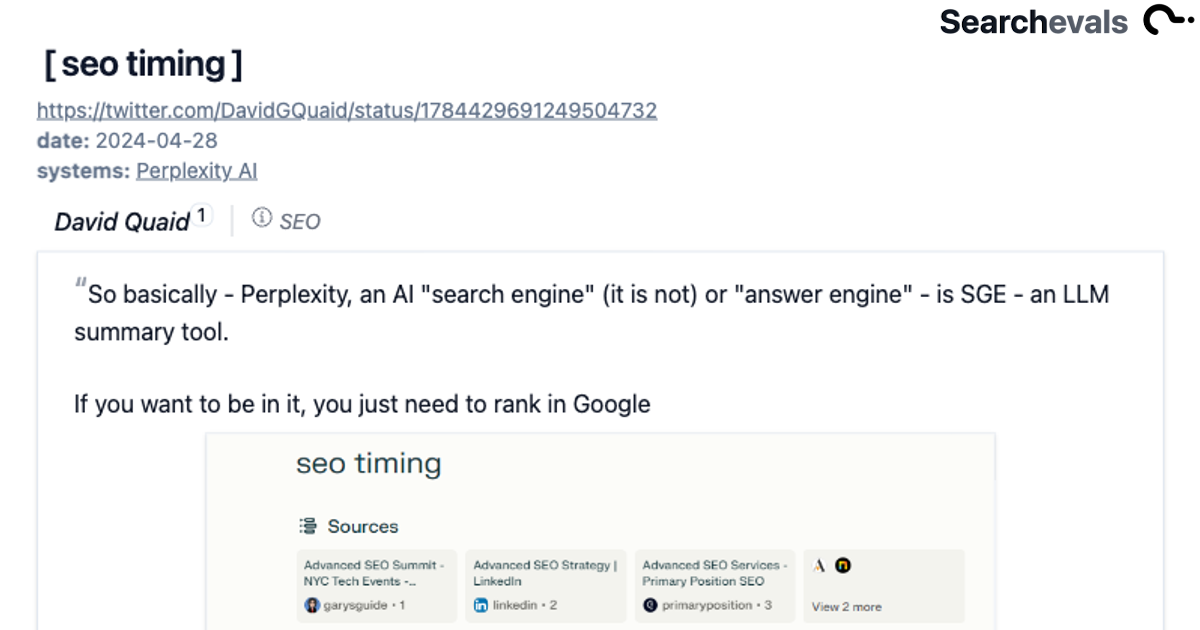 Searchevals
[ seo timing ]
https://twitter.com/DavidGQuaid/status/1784429691249504732
date: 2024-04-28
systems: Perplexity AI
David Quaid 1 SEO
"So basically - Perplexity, an AI "search engine" (it is not) or "answer engine" - is SGE - an LLM
summary tool.
If you want to be in it, you just need to rank in Google
seo timing
Sources
Advanced SEO Summit -
NYC Tech Events -...
garysguide • 1
Advanced SEO Strategy |
LinkedIn
linkedin • 2
Advanced SEO Services -
Primary Position SEO
primaryposition • 3
View 2 more